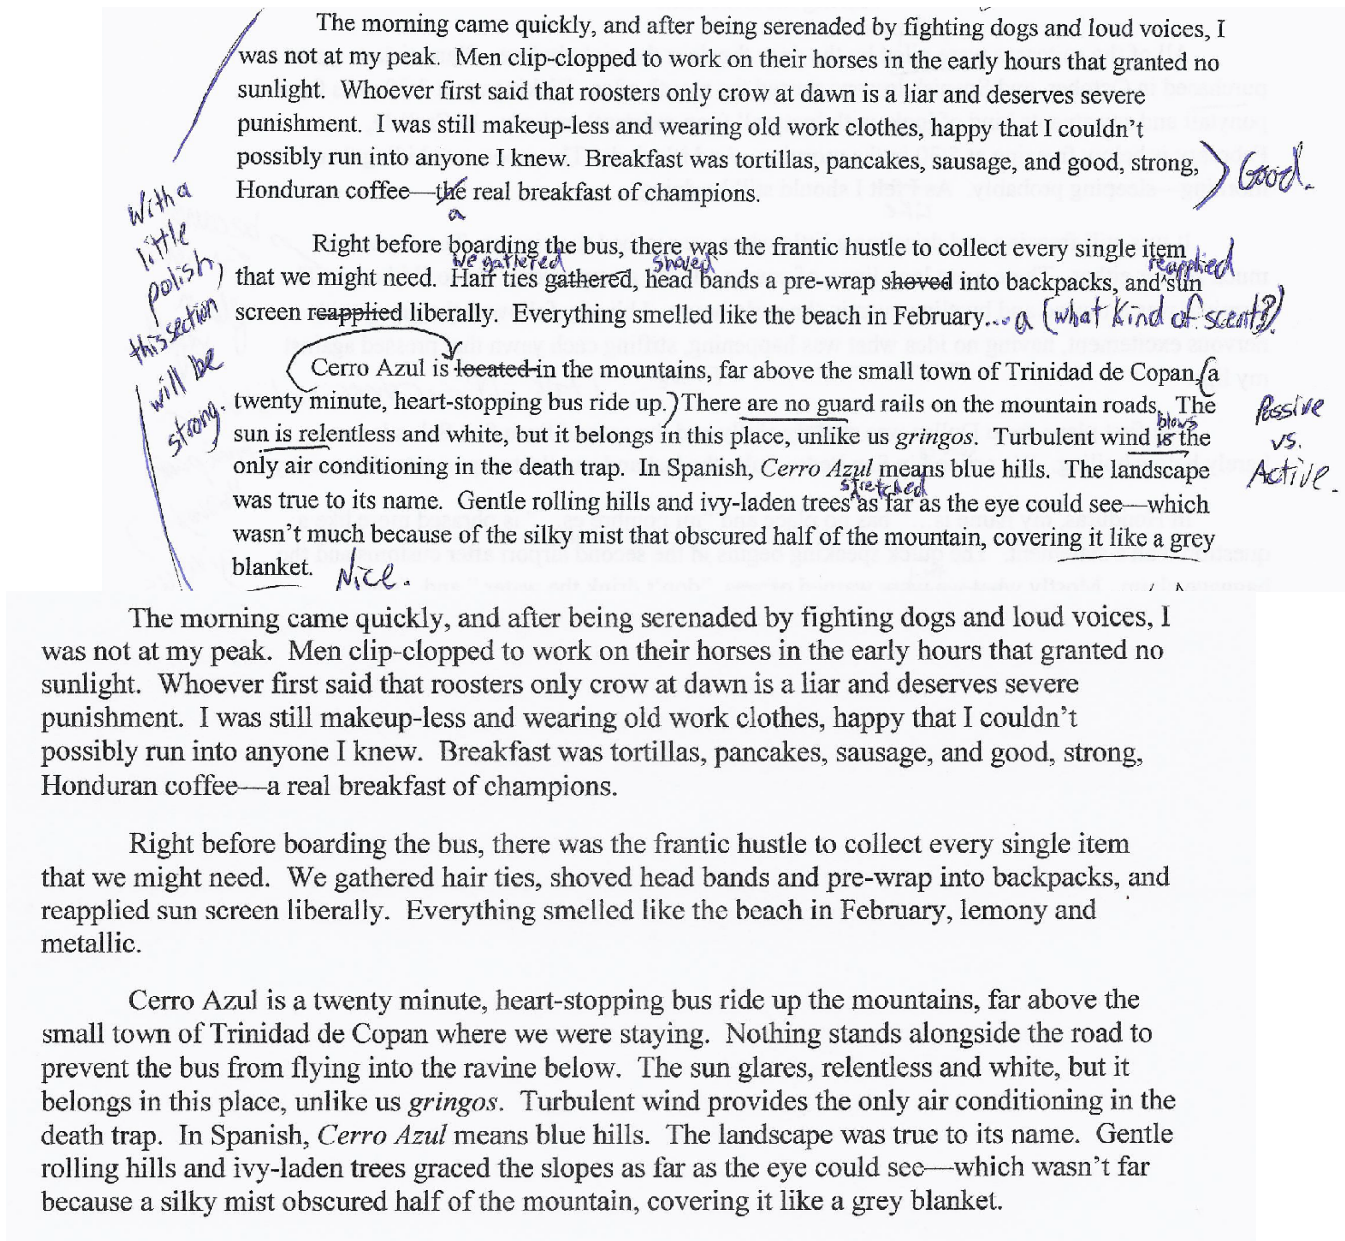 The morning came quickly, and after being serenaded by fighting dogs and loud voices, I
was not at my peak. Men clip-clopped to work on their horses in the early hours that granted no
sunlight. Whoever first said that roosters only crow at dawn is a liar and deserves severe
punishment. I was still makeup-less and wearing old work clothes, happy that I couldn't
possibly run into anyone I knew. Breakfast was tortillas, pancakes, sausage, and good, strong,
Good.
Honduran coffee—the real breakfast of champions.
a
With a
little
polish,
this section
will be
strong.
Right before boarding the bus, there was the frantic hustle to collect every single item
we gathered shoved reapplied
that we might need. Hair ties gathered, head bands a pre-wrap shoved into backpacks, and sun
screen reapplied liberally. Everything smelled like the beach in February... a (what kind of scent?)
Cerro Azul is located in the mountains, far above the small town of Trinidad de Copan, (a
twenty minute, heart-stopping bus ride up.) There are no guard rails on the mountain roads. The
Passive
vs.
Active.
blows
sun is relentless and white, but it belongs in this place, unlike us gringos. Turbulent wind is the
only air conditioning in the death trap. In Spanish, Cerro Azul means blue hills. The landscape
stretched
was true to its name. Gentle rolling hills and ivy-laden trees as far as the eye could see—which
wasn't much because of the silky mist that obscured half of the mountain, covering it like a grey
blanket. Nice.
The morning came quickly, and after being serenaded by fighting dogs and loud voices, I
was not at my peak. Men clip-clopped to work on their horses in the early hours that granted no
sunlight. Whoever first said that roosters only crow at dawn is a liar and deserves severe
punishment. I was still makeup-less and wearing old work clothes, happy that I couldn't
possibly run into anyone I knew. Breakfast was tortillas, pancakes, sausage, and good, strong,
Honduran coffee—a real breakfast of champions.
Right before boarding the bus, there was the frantic hustle to collect every single item
that we might need. We gathered hair ties, shoved head bands and pre-wrap into backpacks, and
reapplied sun screen liberally. Everything smelled like the beach in February, lemony and
metallic.
Cerro Azul is a twenty minute, heart-stopping bus ride up the mountains, far above the
small town of Trinidad de Copan where we were staying. Nothing stands alongside the road to
prevent the bus from flying into the ravine below. The sun glares, relentless and white, but it
belongs in this place, unlike us gringos. Turbulent wind provides the only air conditioning in the
death trap. In Spanish, Cerro Azul means blue hills. The landscape was true to its name. Gentle
rolling hills and ivy-laden trees graced the slopes as far as the eye could see—which wasn't far
because a silky mist obscured half of the mountain, covering it like a grey blanket.